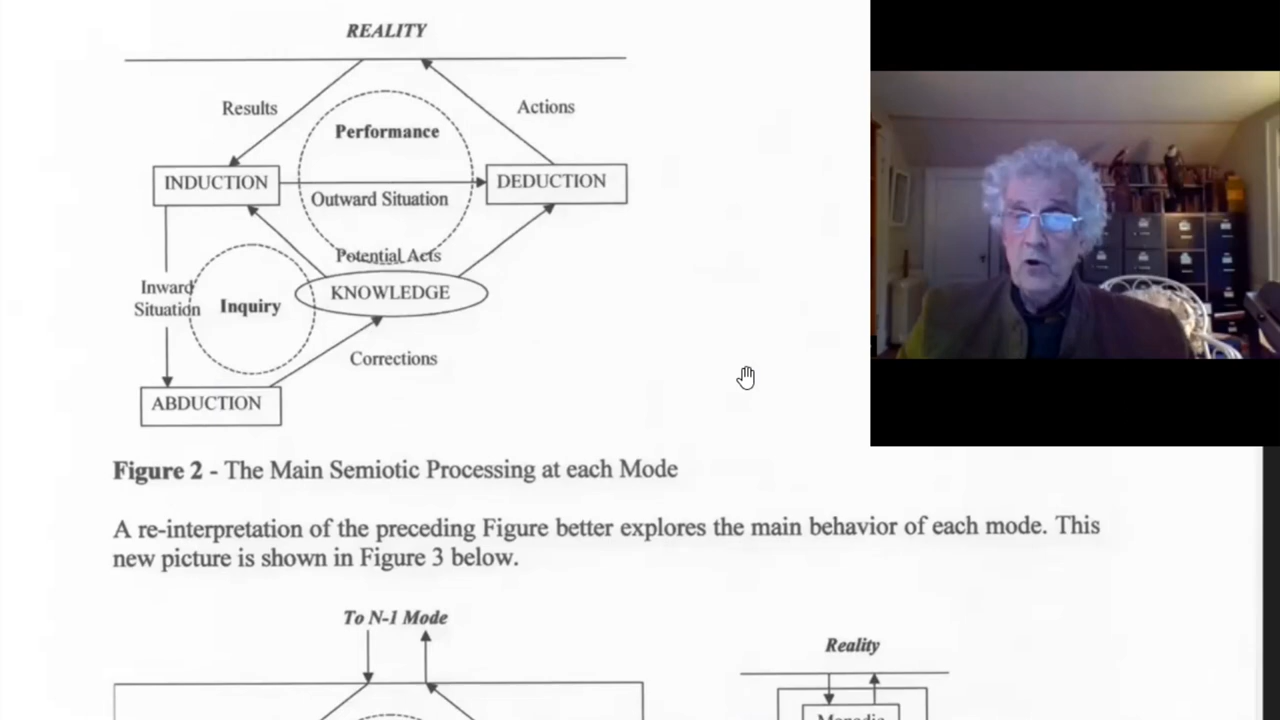 REALITY
Results
Actions
Performance
INDUCTION
DEDUCTION
Outward Situation
Potential Acts
Inward
Situation
Inquiry
KNOWLEDGE
Corrections
ABDUCTION
Figure 2 - The Main Semiotic Processing at each Mode
A re-interpretation of the preceding Figure better explores the main behavior of each mode. This
new picture is shown in Figure 3 below.
To N-1 Mode
Reality